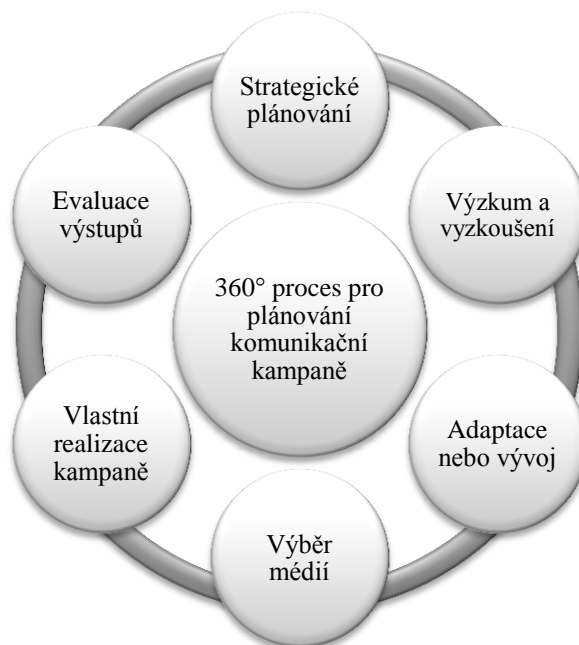 Strategické
plánování
Výzkum a
vyzkoušení
Adaptace
nebo vývoj
Výběr
médií
Vlastní
realizace
kampaně
Evaluace
výstupů
360° proces pro
plánování
komunikační
kampaně